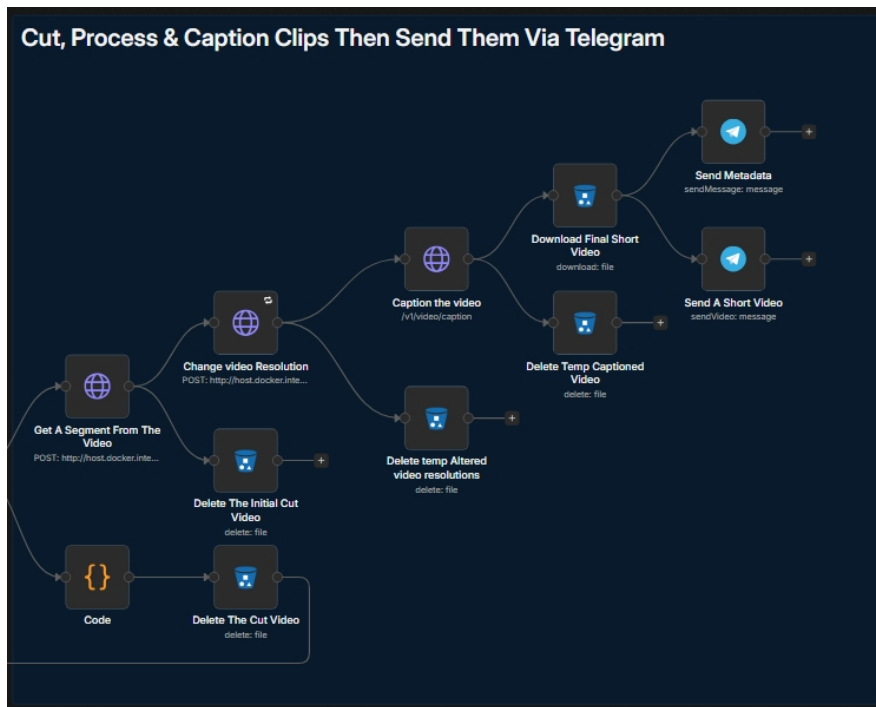 Cut, Process & Caption Clips Then Send Them Via Telegram
Send Metadata
sendMessage: message
Download Final Short
Video
download: file
Caption the video
/v1/video/caption
Send A Short Video
sendVideo: message
Change video Resolution
POST: http://host.docker.inte...
Delete Temp Captioned
Video
delete: file
Get A Segment From The
Video
POST: http://host.docker.inte...
Delete temp Altered
video resolutions
delete: file
Delete The Initial Cut
Video
delete: file
{}
Code
Delete The Cut Video
delete: file